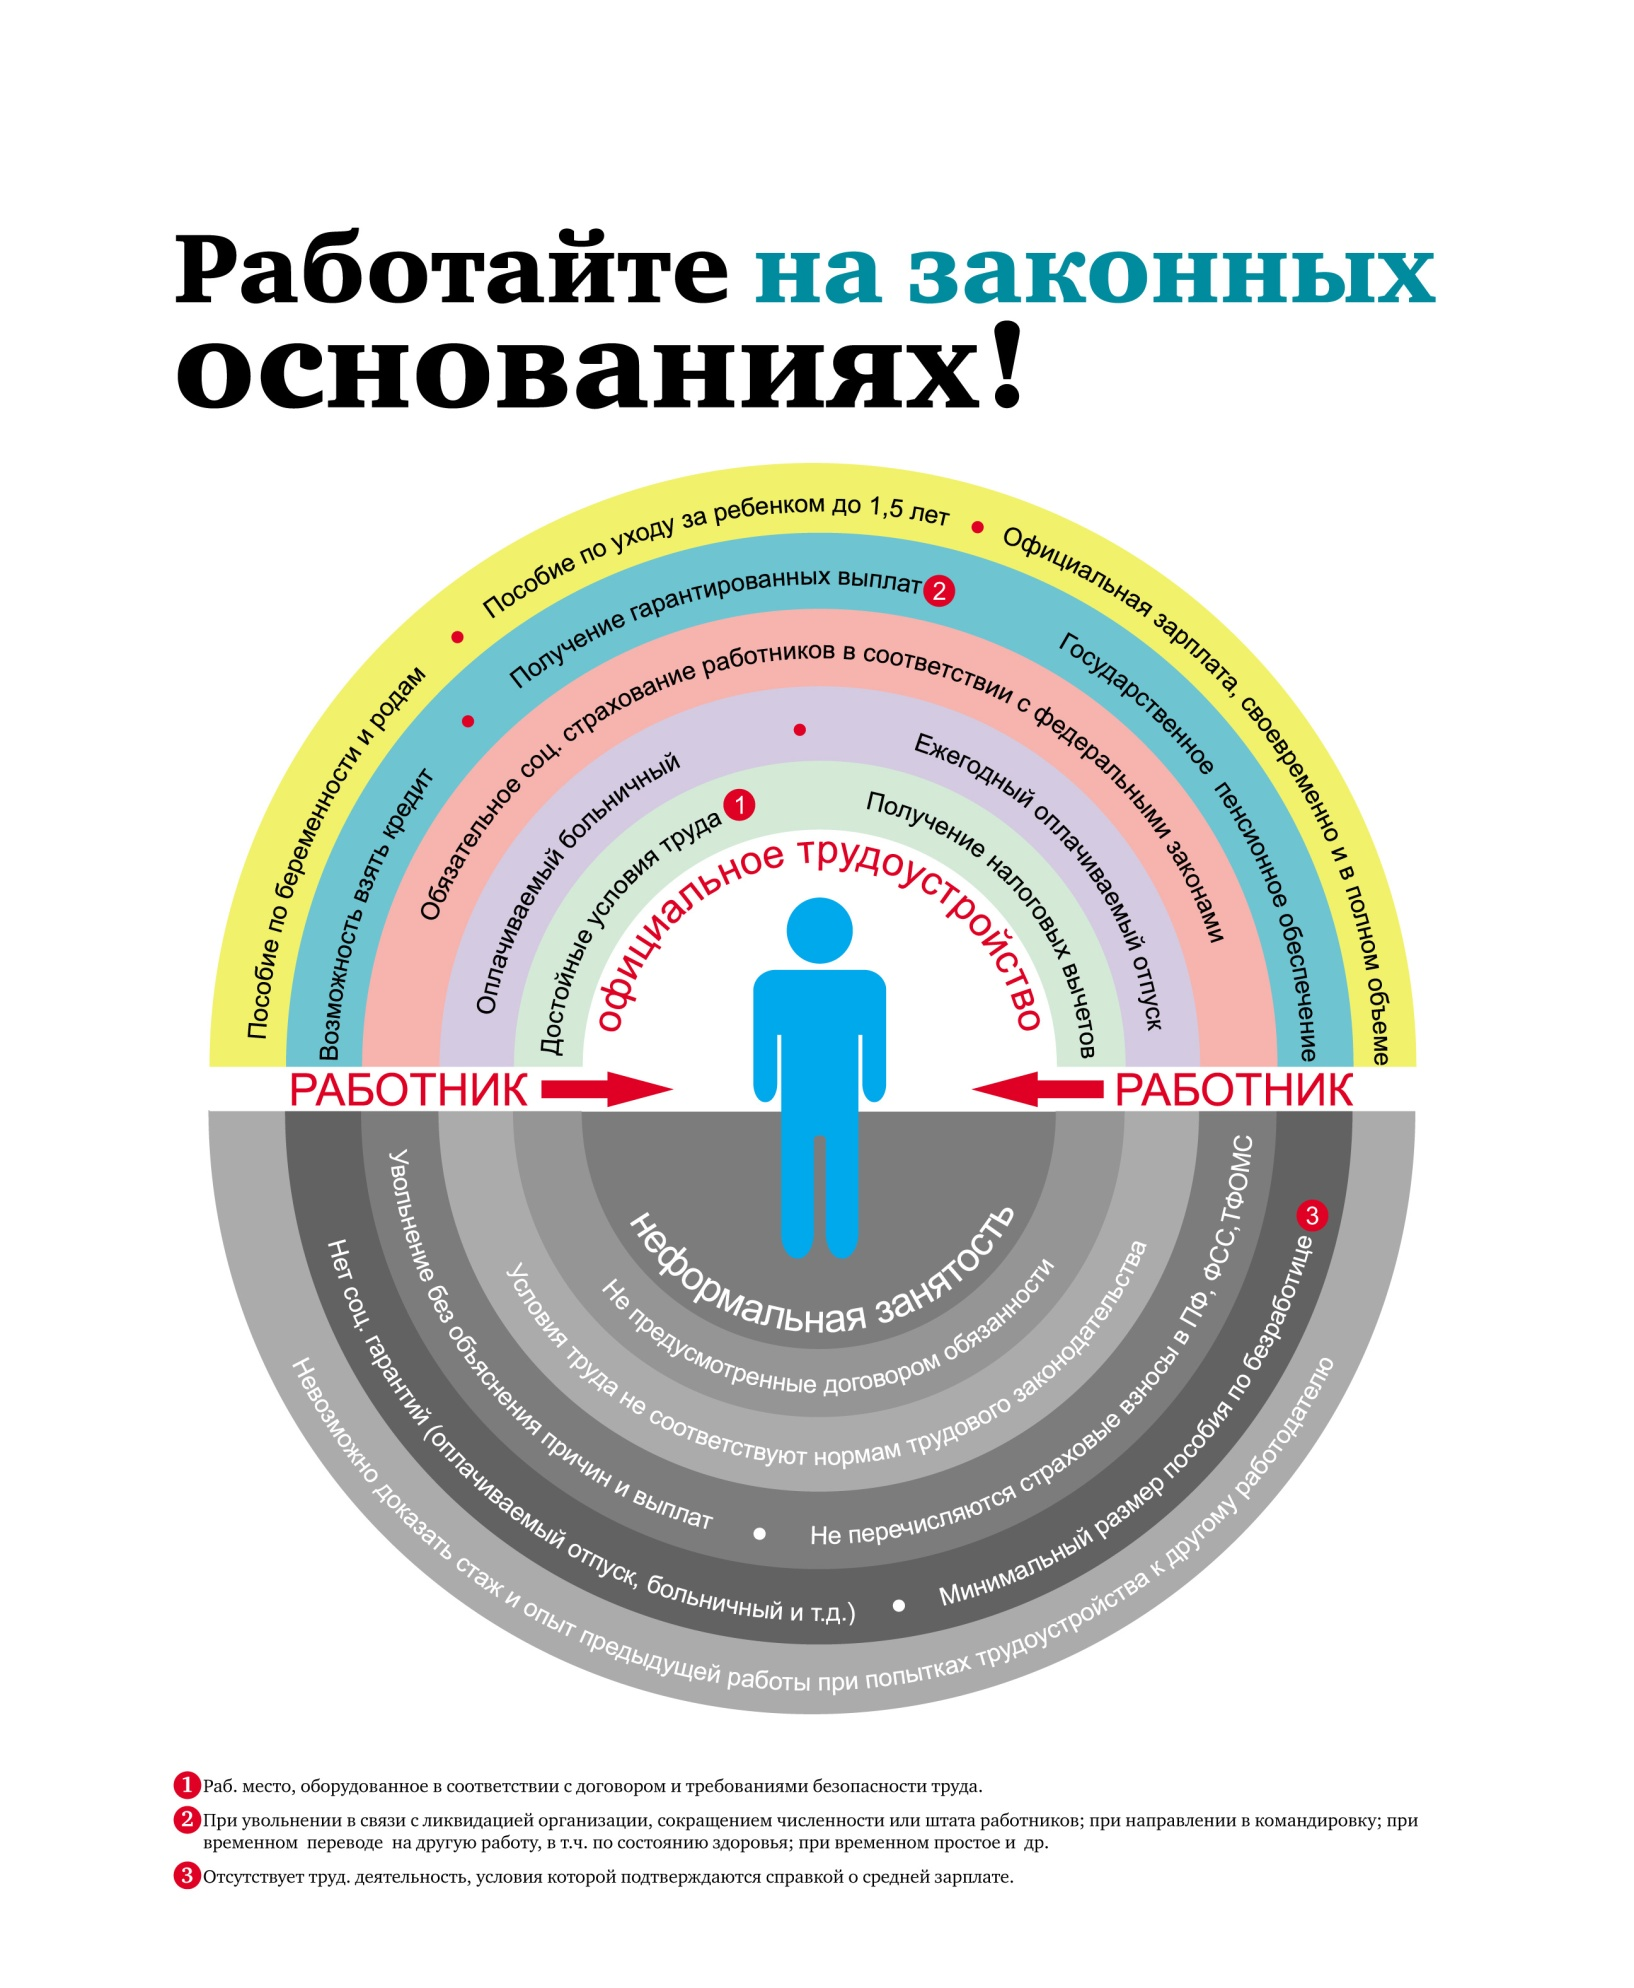 Работайте на законных
основаниях!
Пособие по беременности и родам • Пособие по уходу за ребенком до 1,5 лет • Официальная зарплата, своевременно и в полном объеме
Возможность взять кредит • Получение гарантированных выплат 2 Государственное пенсионное обеспечение
Обязательное соц. страхование работников в соответствии с федеральными законами
Оплачиваемый больничный • Ежегодный оплачиваемый отпуск
Достойные условия труда 1 Получение налоговых вычетов
официальное трудоустройство
РАБОТНИК РАБОТНИК
неформальная занятость
Не предусмотренные договором обязанности
Условия труда не соответствуют нормам трудового законодательства
Увольнение без объяснения причин и выплат • Не перечисляются страховые взносы в ПФ, ФСС,ТФОМС
Нет соц. гарантий (оплачиваемый отпуск, больничный и т.д.) • Минимальный размер пособия по безработице 3
Невозможно доказать стаж и опыт предыдущей работы при попытках трудоустройства к другому работодателю
1 Раб. место, оборудованное в соответствии с договором и требованиями безопасности труда.
2 При увольнении в связи с ликвидацией организации, сокращением численности или штата работников; при направлении в командировку; при
временном переводе на другую работу, в т.ч. по состоянию здоровья; при временном простое и др.
3 Отсутствует труд. деятельность, условия которой подтверждаются справкой о средней зарплате.